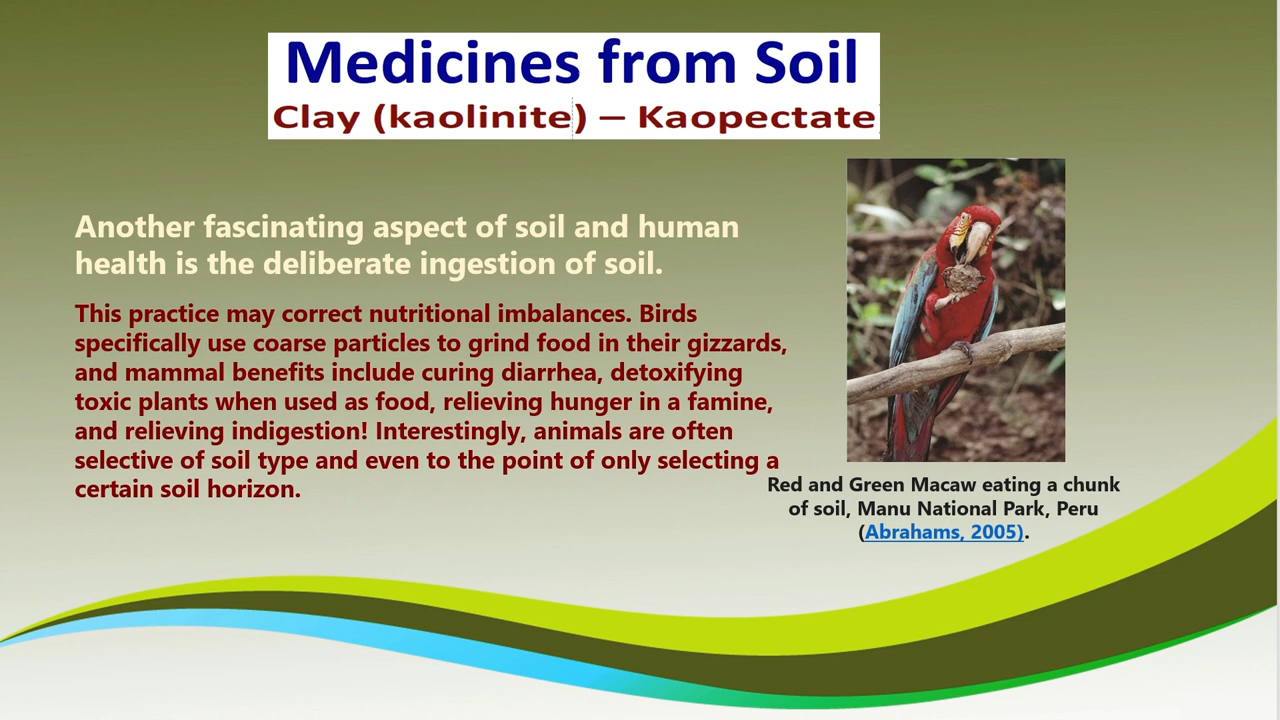 Medicines from Soil
Clay (kaolinite) – Kaopectate
Another fascinating aspect of soil and human
health is the deliberate ingestion of soil.
This practice may correct nutritional imbalances. Birds
specifically use coarse particles to grind food in their gizzards,
and mammal benefits include curing diarrhea, detoxifying
toxic plants when used as food, relieving hunger in a famine,
and relieving indigestion! Interestingly, animals are often
selective of soil type and even to the point of only selecting a
certain soil horizon.
Red and Green Macaw eating a chunk
of soil, Manu National Park, Peru
(Abrahams, 2005).